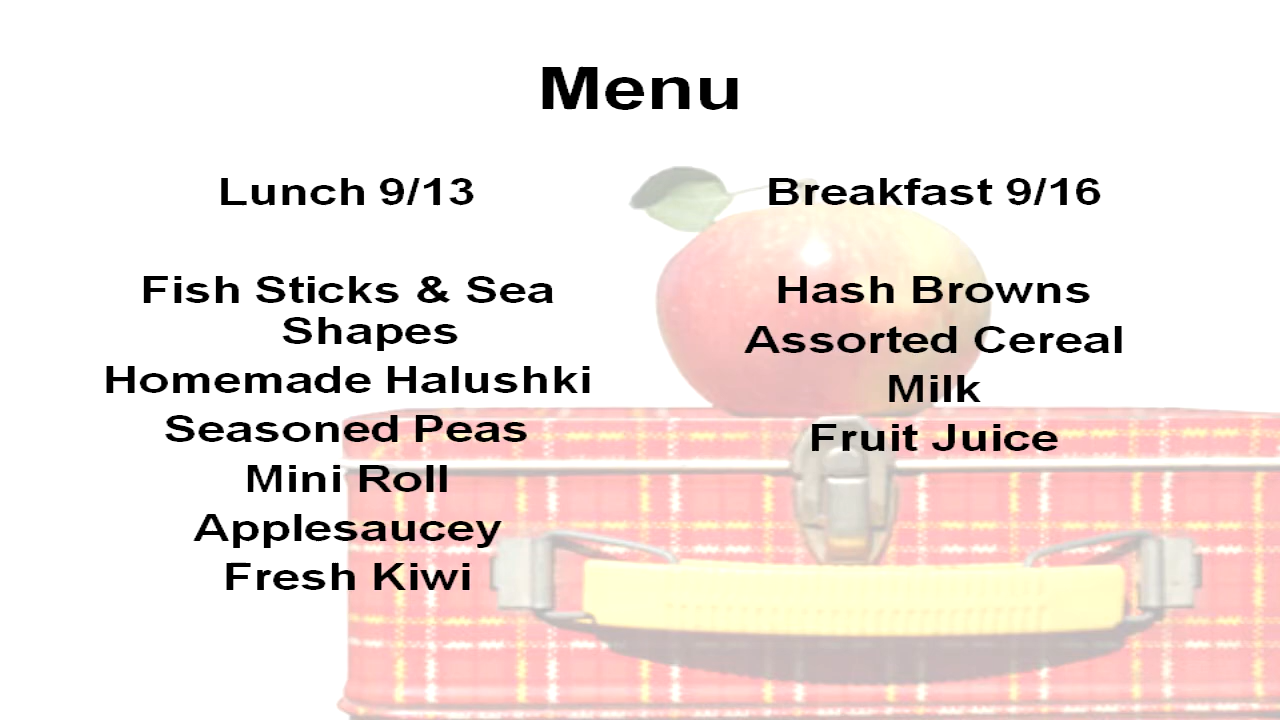 Menu
Lunch 9/13
Fish Sticks & Sea
Shapes
Homemade Halushki
Seasoned Peas
Mini Roll
Applesaucey
Fresh Kiwi
Breakfast 9/16
Hash Browns
Assorted Cereal
Milk
Fruit Juice